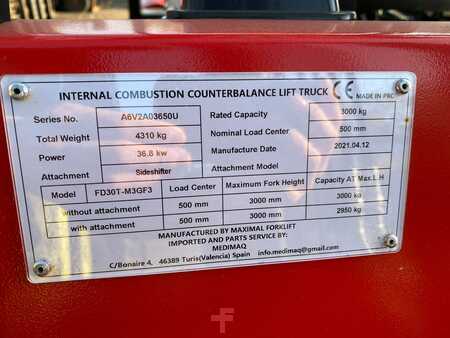 INTERNAL COMBUSTION COUNTERBALANCE LIFT TRUCK CE MADE IN PRC
Series No. A6V2A03650U Rated Capacity 3000 kg
Total Weight 4310 kg Nominal Load Center 500 mm
Power 36.8 kw Manufacture Date 2021.04.12
Attachment Sideshifter Attachment Model
Model FD30T-M3GF3 Load Center Maximum Fork Height Capacity AT Max.L.H
without attachment 500 mm 3000 mm 3000 kg
with attachment 500 mm 3000 mm 2950 kg
MANUFACTURED BY MAXIMAL FORKLIFT
IMPORTED AND PARTS SERVICE BY:
MEDIMAQ
C/Bonaire 4, 46389 Turis(Valencia) Spain info.medimaq@gmail.com